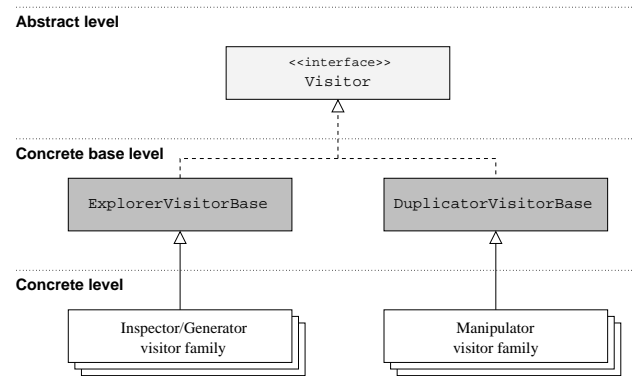 Abstract level
<<interface>>
Visitor
Concrete base level
ExplorerVisitorBase
DuplicatorVisitorBase
Concrete level
Inspector/Generator
visitor family
Manipulator
visitor family